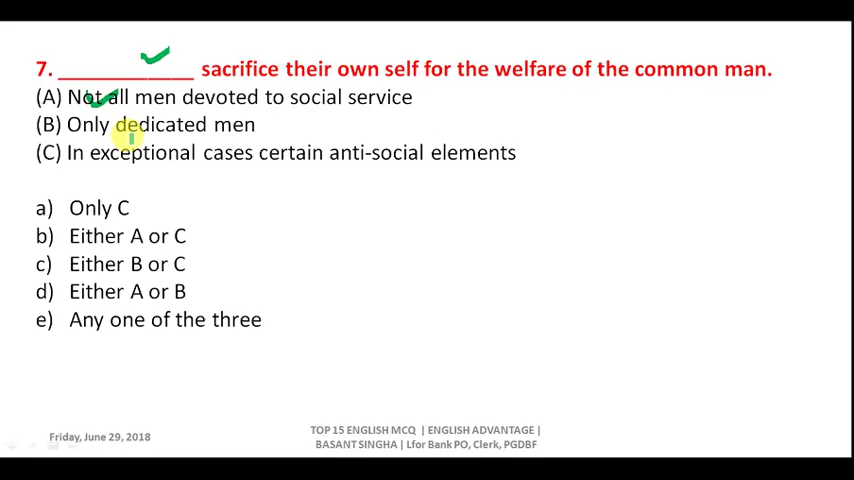 7. ____________ sacrifice their own self for the welfare of the common man.
(A) Not all men devoted to social service
(B) Only dedicated men
(C) In exceptional cases certain anti-social elements
a) Only C
b) Either A or C
c) Either B or C
d) Either A or B
e) Any one of the three
Friday, June 29, 2018
TOP 15 ENGLISH MCQ | ENGLISH ADVANTAGE |
BASANT SINGHA | Lfor Bank PO, Clerk, PGDBF